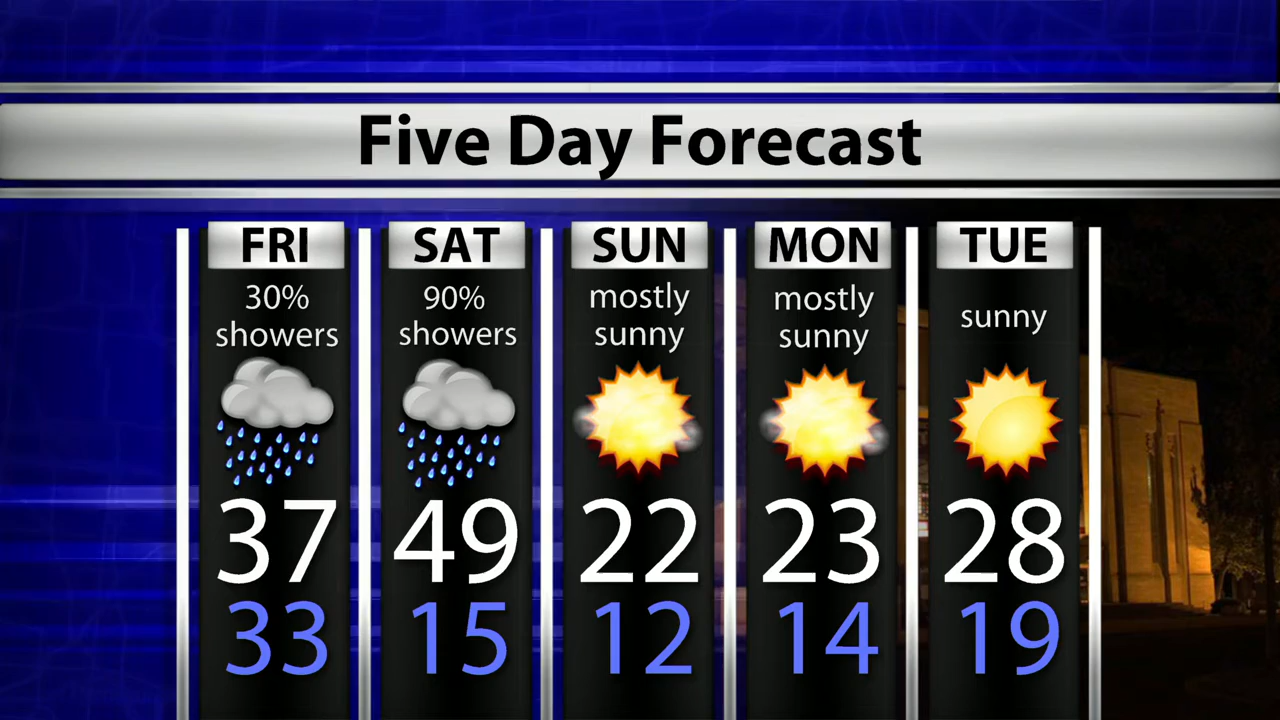 Five Day Forecast
FRI
30%
showers
37
33
SAT
90%
showers
49
15
SUN
mostly
sunny
22
12
MON
mostly
sunny
23
14
TUE
sunny
28
19